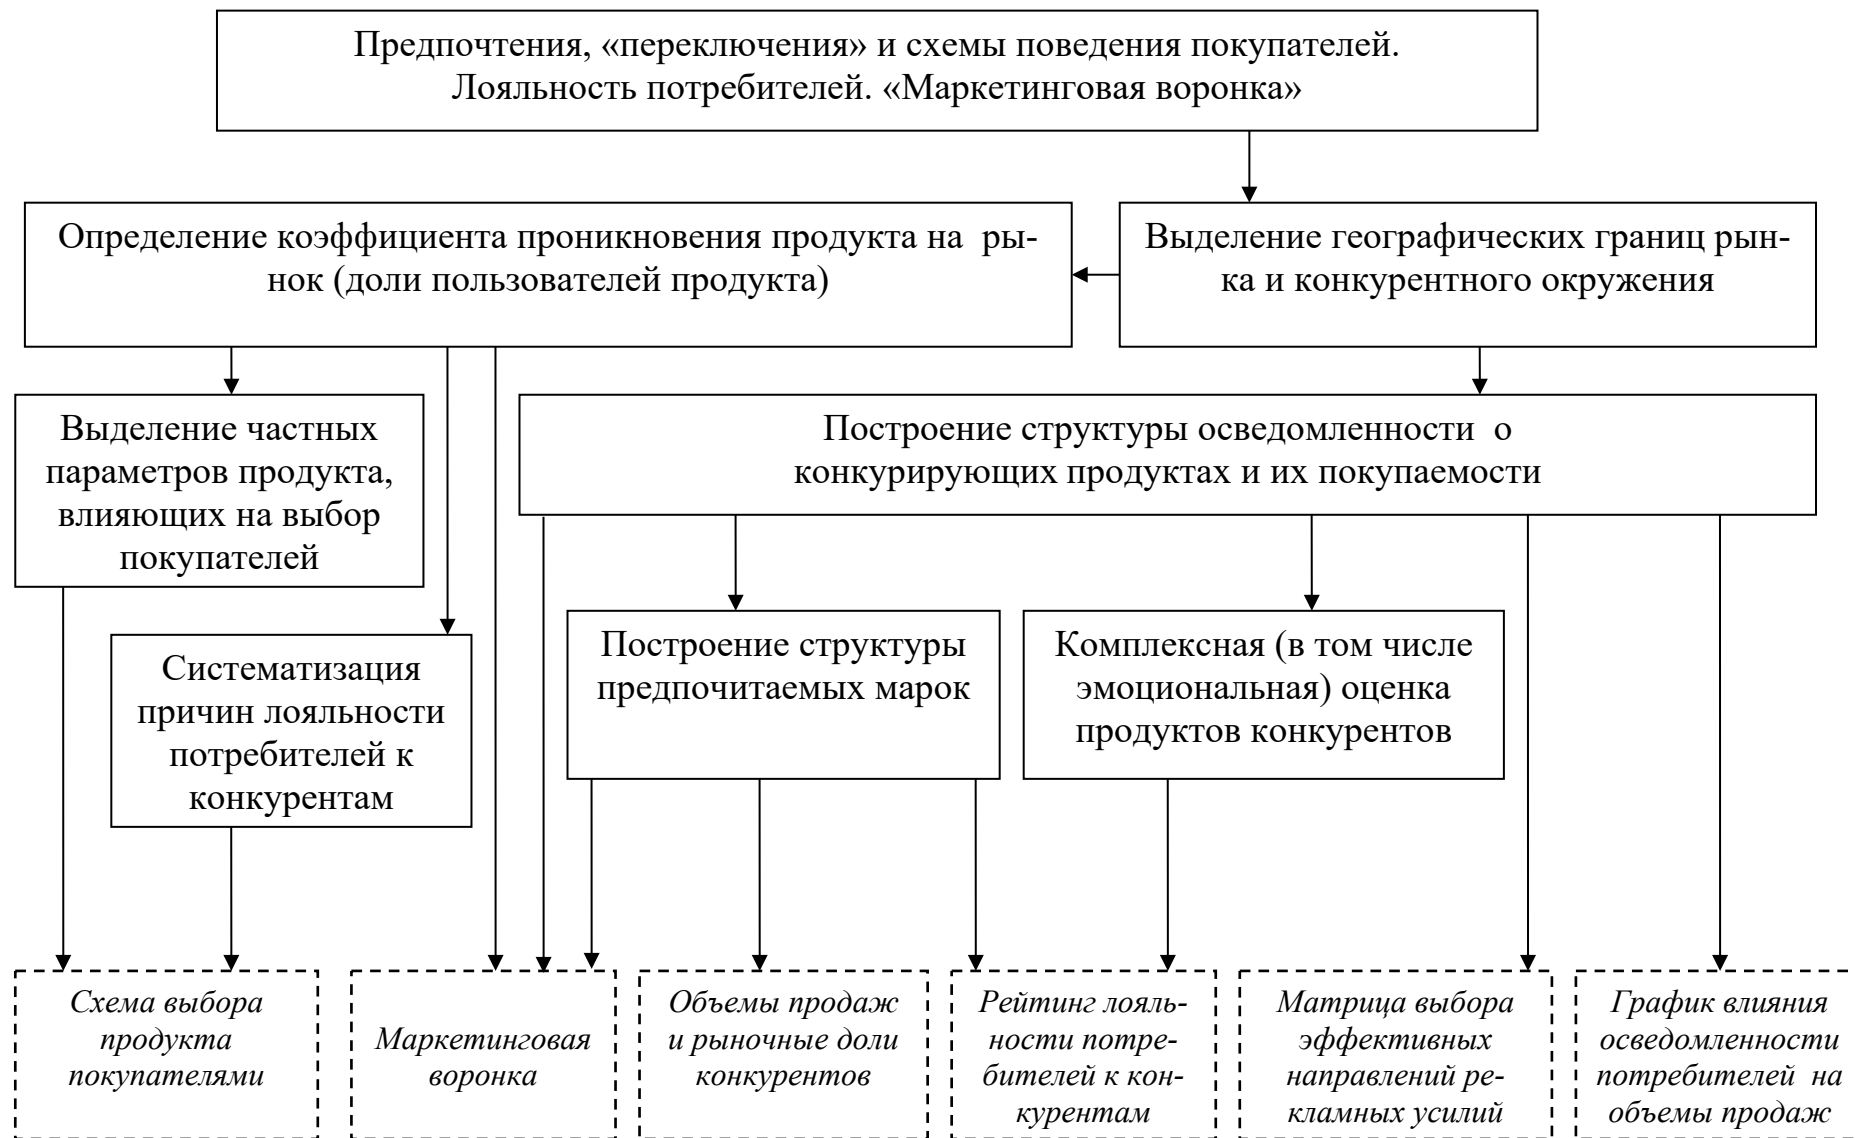 Предпочтения, «переключения» и схемы поведения покупателей.
Лояльность потребителей. «Маркетинговая воронка»
Определение коэффициента проникновения продукта на  ры-
нок (доли пользователей продукта)
Выделение географических границ рын-
ка и конкурентного окружения
Выделение частных
параметров продукта,
влияющих на выбор
покупателей
Построение структуры осведомленности  о
конкурирующих продуктах и их покупаемости
Систематизация
причин лояльности
потребителей к
конкурентам
Построение структуры
предпочитаемых марок
Комплексная (в том числе
эмоциональная) оценка
продуктов конкурентов
Схема выбора
продукта
покупателями
Маркетинговая
воронка
Объемы продаж
и рыночные доли
конкурентов
Рейтинг лояль-
ности потре-
бителей к кон-
курентам
Матрица выбора
эффективных
направлений ре-
кламных усилий
График влияния
осведомленности
потребителей  на
объемы продаж